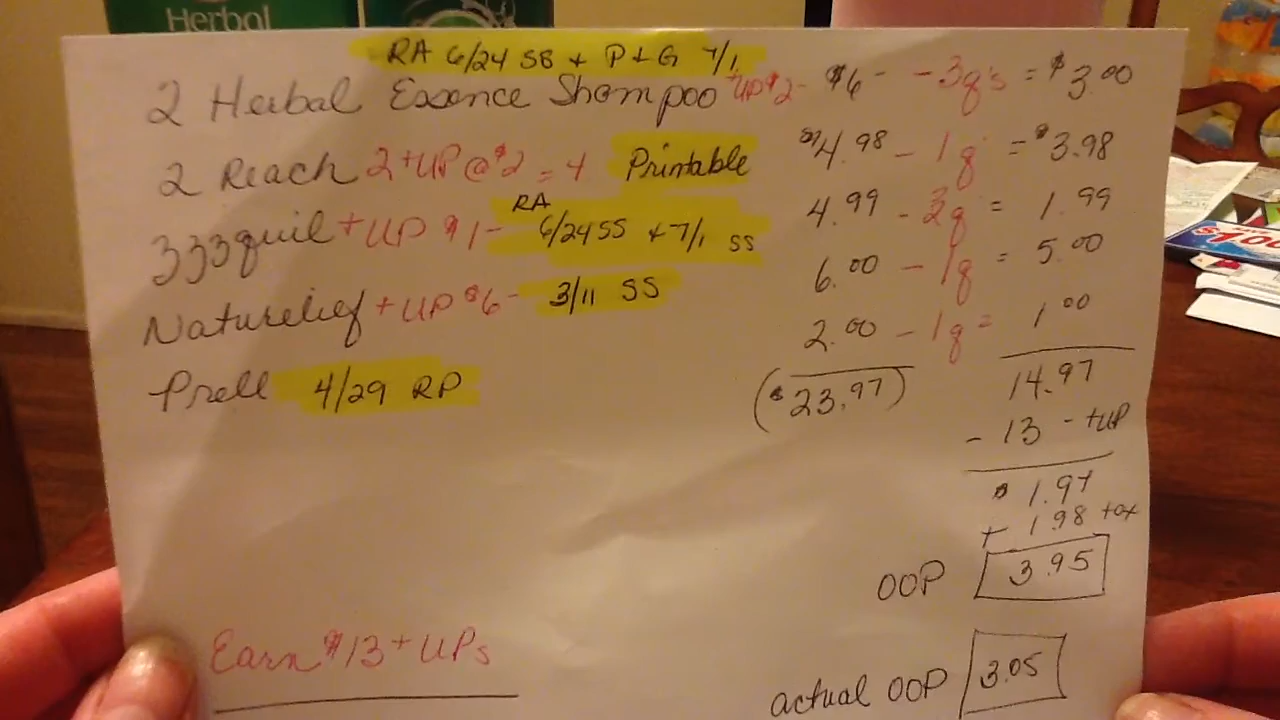 Herbal
RA 6/24 SS + P+G 7/1
2 Herbal Essence Shampoo +UP $2- $6- -3q's = $3.00
2 Reach 2 +UP @ $2 = 4 Printable $4.98 - 1q = $3.98
RA
333quil +UP $1- 6/24 SS + 7/1 SS 4.99 - 3q = 1.99
Naturelief +UP $6- 3/11 SS 6.00 - 1q = 5.00
Prell 4/29 RP 2.00 - 1q = 1.00
($23.97) 14.97
- 13 - +UP
$1.97
+ 1.98 tax
OOP 3.95
Earn $13 +UPs
actual OOP 3.05